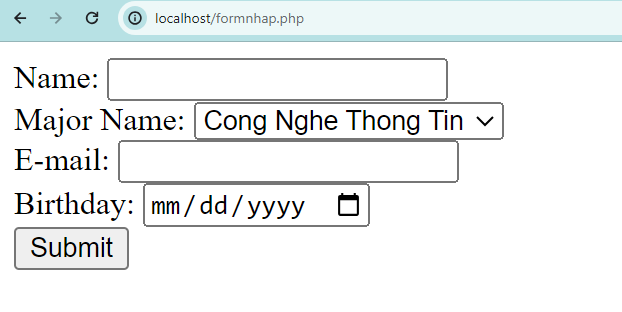 localhost/formnhap.php
Name:
Major Name: Cong Nghe Thong Tin
E-mail:
Birthday: mm/dd/yyyy
Submit